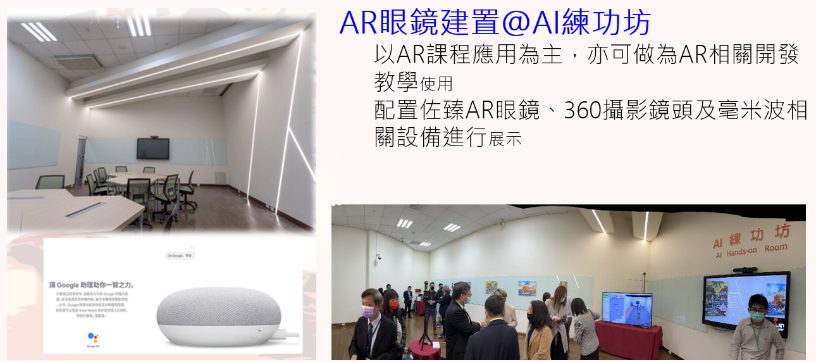 AR眼鏡建置@AI練功坊
以AR課程應用為主，亦可做為AR相關開發
教學使用
配置佐臻AR眼鏡、360攝影鏡頭及毫米波相
關設備進行展示
讓 Google 助理助你一臂之力。
AI 練 功 坊
AI Hands-on Room